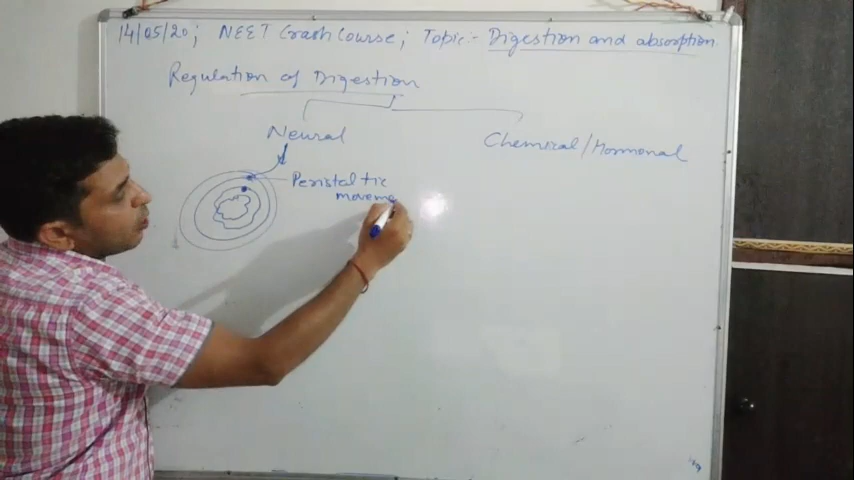 14/05/20; NEET Crash Course; Topic:- Digestion and absorption
Regulation of Digestion
Neural
Chemical/Hormonal
Peristaltic
moveme